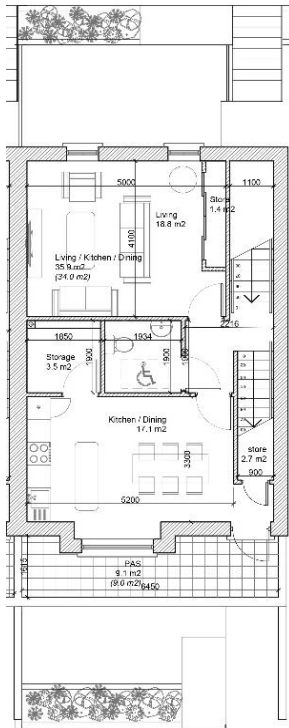 5000
1100
Store
1.4 m2
Living
18.8 m2
4100
Living / Kitchen / Dining
35.9 m2
(34.0 m2)
2216
1850
1934
Storage
3.5 m2
1900
1900
1900
Kitchen / Dining
17.1 m2
3300
store
2.7 m2
900
5200
PAS
9.1 m2
(9.0 m2)
1615
6450